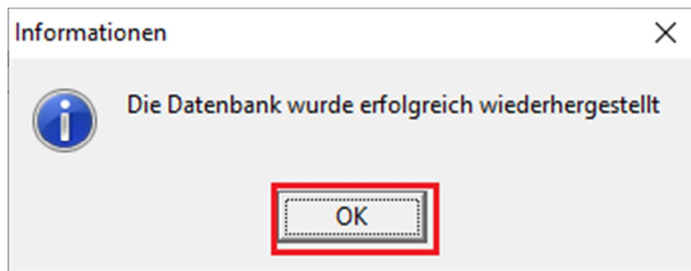 Informationen
Die Datenbank wurde erfolgreich wiederhergestellt
OK